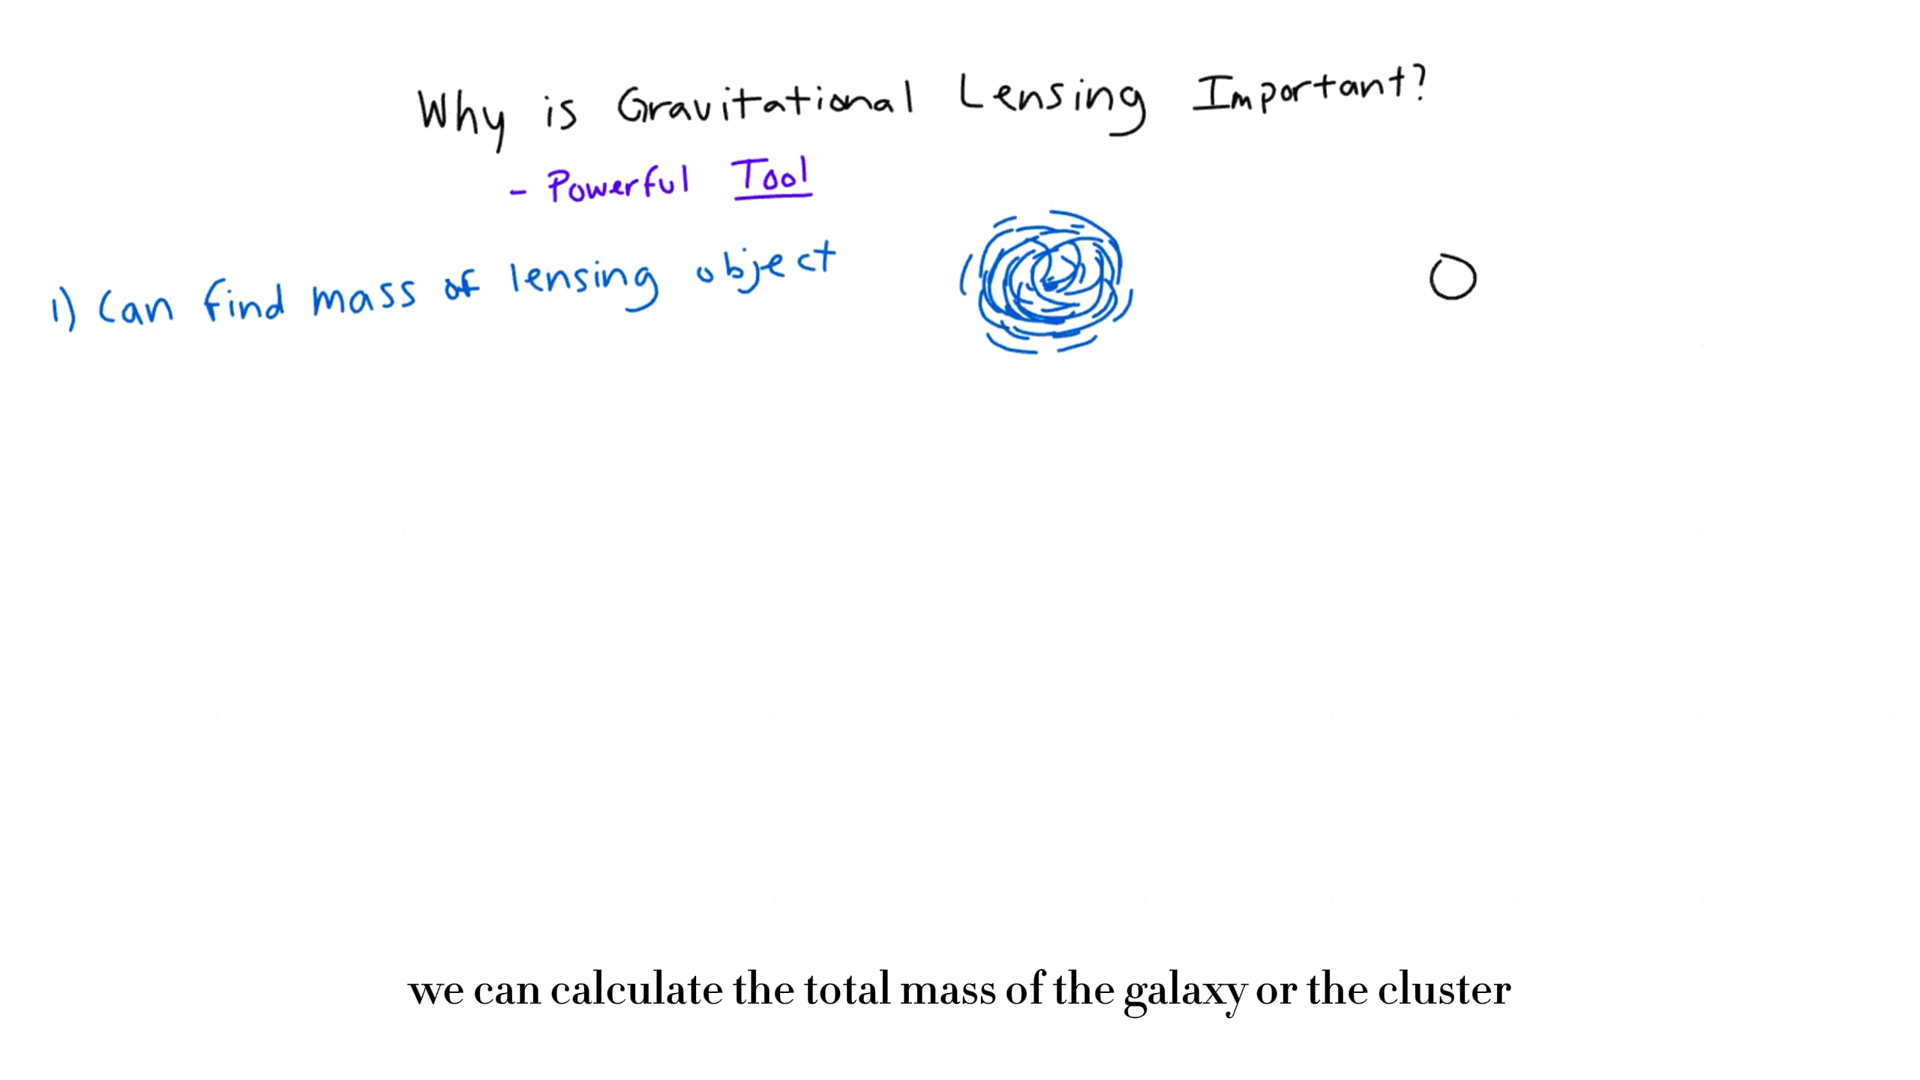 Why is Gravitational Lensing Important?
- Powerful Tool
1) Can find mass of lensing object
we can calculate the total mass of the galaxy or the cluster